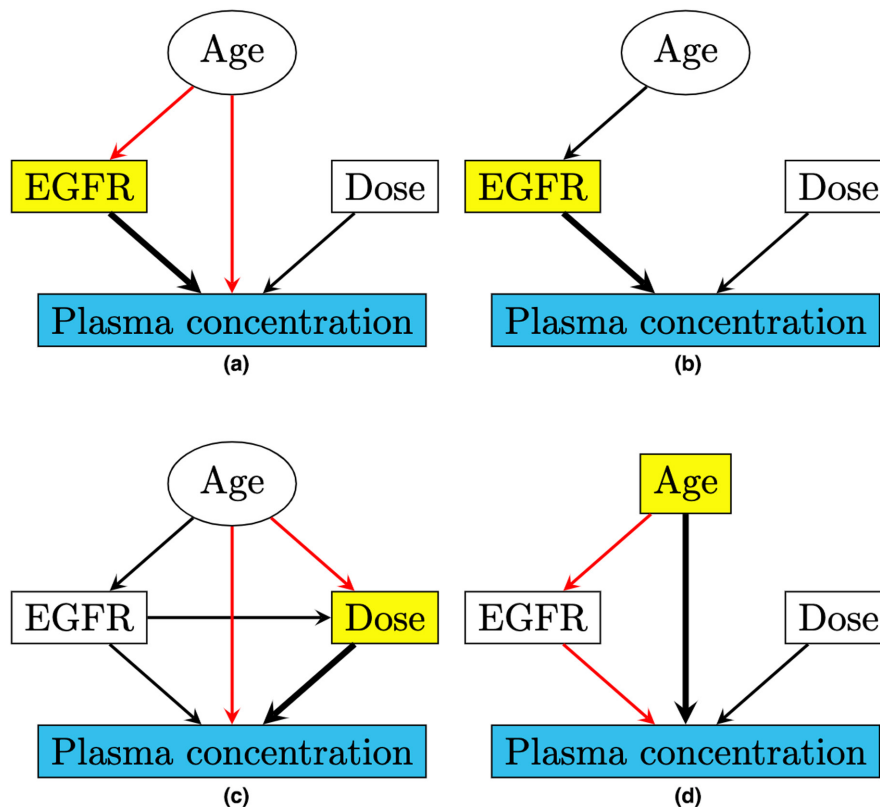 Age
Age
EGFR
Dose
EGFR
Dose
Plasma concentration
Plasma concentration
(a)
(b)
Age
Age
EGFR
Dose
EGFR
Dose
Plasma concentration
Plasma concentration
(c)
(d)